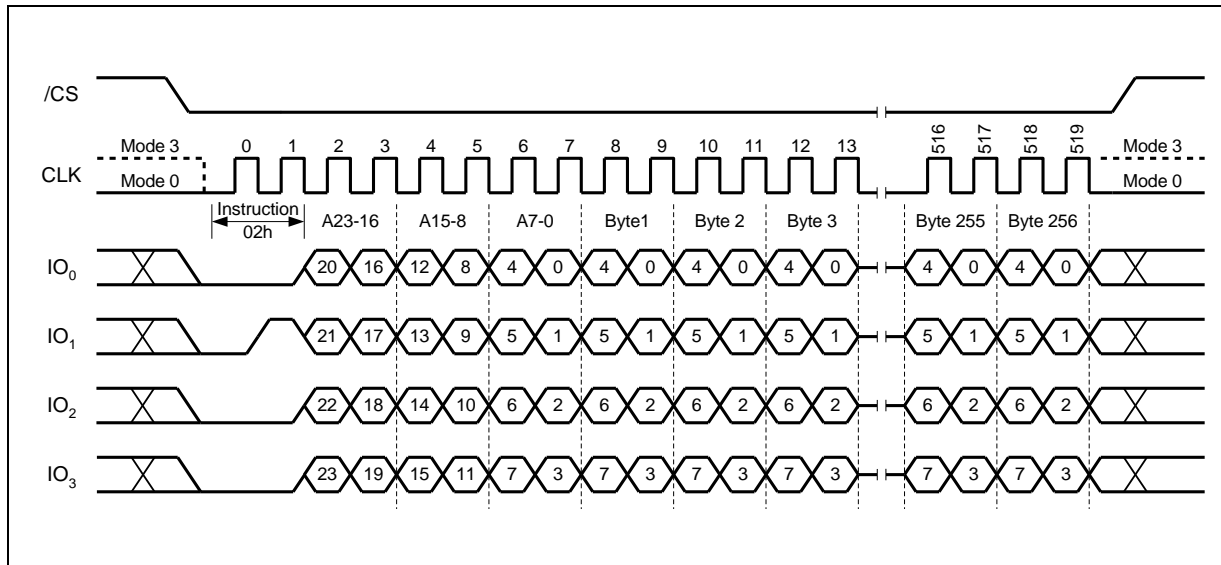 /CS
Mode 3 0 1 2 3 4 5 6 7 8 9 10 11 12 13 516 517 518 519 Mode 3
CLK
Mode 0 Mode 0
Instruction A23-16 A15-8 A7-0 Byte1 Byte 2 Byte 3 Byte 255 Byte 256
02h
IO0 20 16 12 8 4 0 4 0 4 0 4 0 4 0 4 0
IO1 21 17 13 9 5 1 5 1 5 1 5 1 5 1 5 1
IO2 22 18 14 10 6 2 6 2 6 2 6 2 6 2 6 2
IO3 23 19 15 11 7 3 7 3 7 3 7 3 7 3 7 3